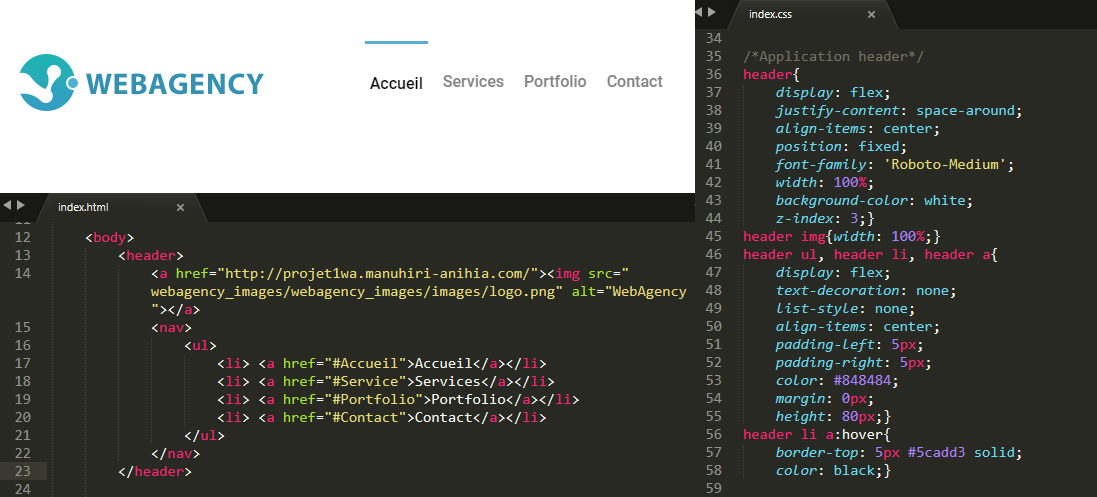 WEBAGENCY
Accueil Services Portfolio Contact
index.html ×
12 <body>
13 <header>
14 <a href="http://projet1wa.manuhiri-anihia.com/"><img src="
webagency_images/webagency_images/images/logo.png" alt="WebAgency
"></a>
15 <nav>
16 <ul>
17 <li> <a href="#Accueil">Accueil</a></li>
18 <li> <a href="#Service">Services</a></li>
19 <li> <a href="#Portfolio">Portfolio</a></li>
20 <li> <a href="#Contact">Contact</a></li>
21 </ul>
22 </nav>
23 </header>
24
index.css ×
34
35 /*Application header*/
36 header{
37 display: flex;
38 justify-content: space-around;
39 align-items: center;
40 position: fixed;
41 font-family: 'Roboto-Medium';
42 width: 100%;
43 background-color: white;
44 z-index: 3;}
45 header img{width: 100%;}
46 header ul, header li, header a{
47 display: flex;
48 text-decoration: none;
49 list-style: none;
50 align-items: center;
51 padding-left: 5px;
52 padding-right: 5px;
53 color: #848484;
54 margin: 0px;
55 height: 80px;}
56 header li a:hover{
57 border-top: 5px #5cadd3 solid;
58 color: black;}
59